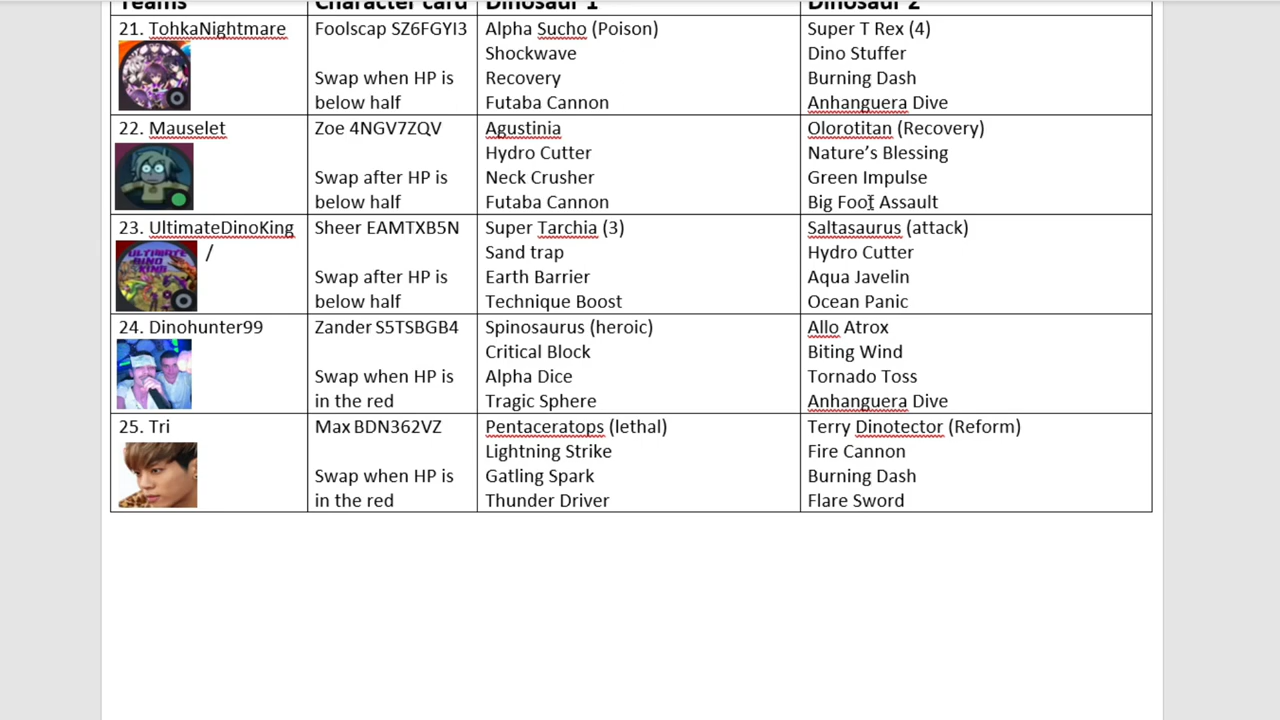 Teams Character card Dinosaur 1 Dinosaur 2
21. TohkaNightmare
Foolscap SZ6FGYI3
Swap when HP is
below half
Alpha Sucho (Poison)
Shockwave
Recovery
Futaba Cannon
Super T Rex (4)
Dino Stuffer
Burning Dash
Anhanguera Dive
22. Mauselet
Zoe 4NGV7ZQV
Swap after HP is
below half
Agustinia
Hydro Cutter
Neck Crusher
Futaba Cannon
Olorotitan (Recovery)
Nature’s Blessing
Green Impulse
Big Foot Assault
23. UltimateDinoKing
/
ULTIMATE
DINO
KING
Sheer EAMTXB5N
Swap after HP is
below half
Super Tarchia (3)
Sand trap
Earth Barrier
Technique Boost
Saltasaurus (attack)
Hydro Cutter
Aqua Javelin
Ocean Panic
24. Dinohunter99
Zander S5TSBGB4
Swap when HP is
in the red
Spinosaurus (heroic)
Critical Block
Alpha Dice
Tragic Sphere
Allo Atrox
Biting Wind
Tornado Toss
Anhanguera Dive
25. Tri
Max BDN362VZ
Swap when HP is
in the red
Pentaceratops (lethal)
Lightning Strike
Gatling Spark
Thunder Driver
Terry Dinotector (Reform)
Fire Cannon
Burning Dash
Flare Sword